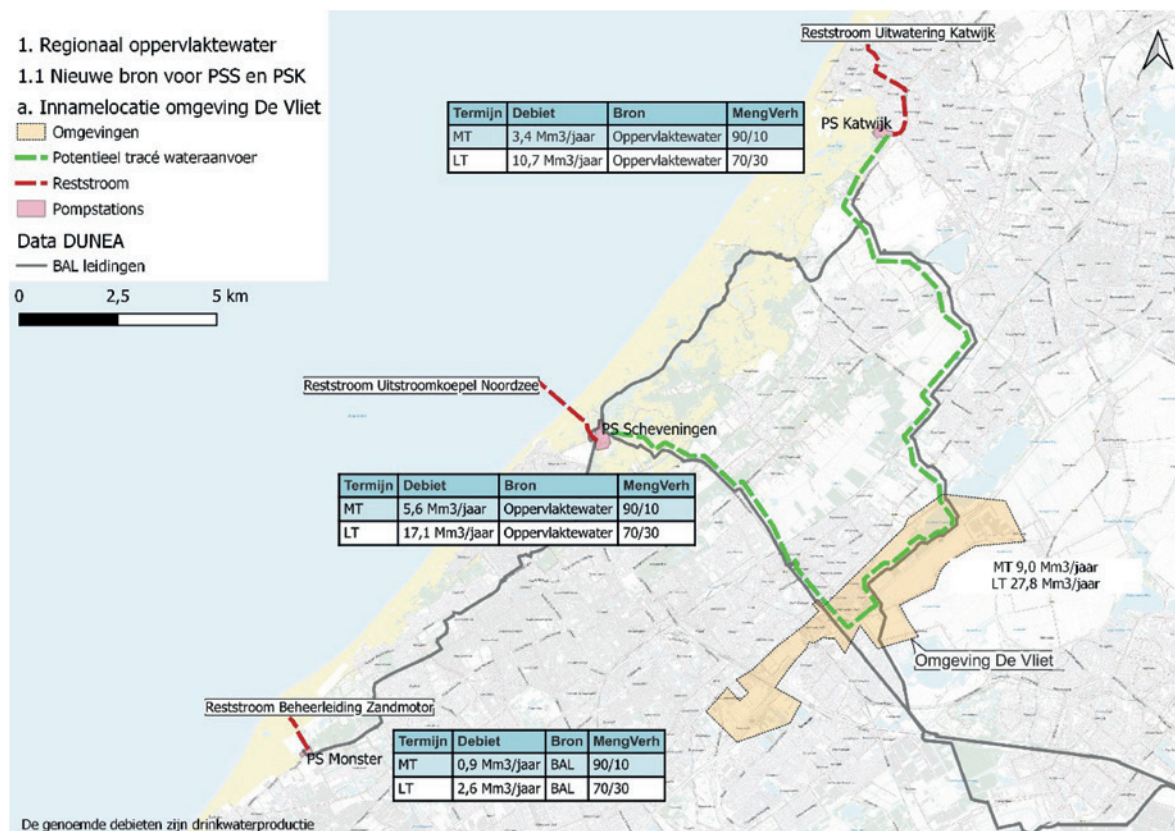 1. Regionaal oppervlaktewater
1.1 Nieuwe bron voor PSS en PSK
a. Innamelocatie omgeving De Vliet
Omgevingen
Potentieel tracé wateraanvoer
Reststroom
Pompstations
Data DUNEA
BAL leidingen
0 2,5 5 km
Reststroom Uitwatering Katwijk
PS Katwijk
Termijn Debiet Bron MengVerh
MT 3,4 Mm3/jaar Oppervlaktewater 90/10
LT 10,7 Mm3/jaar Oppervlaktewater 70/30
Reststroom Uitstroomkoepel Noordzee
PS Scheveningen
Termijn Debiet Bron MengVerh
MT 5,6 Mm3/jaar Oppervlaktewater 90/10
LT 17,1 Mm3/jaar Oppervlaktewater 70/30
MT 9,0 Mm3/jaar
LT 27,8 Mm3/jaar
Omgeving De Vliet
Reststroom Beheerleiding Zandmotor
PS Monster
Termijn Debiet Bron MengVerh
MT 0,9 Mm3/jaar BAL 90/10
LT 2,6 Mm3/jaar BAL 70/30
De genoemde debieten zijn drinkwaterproductie